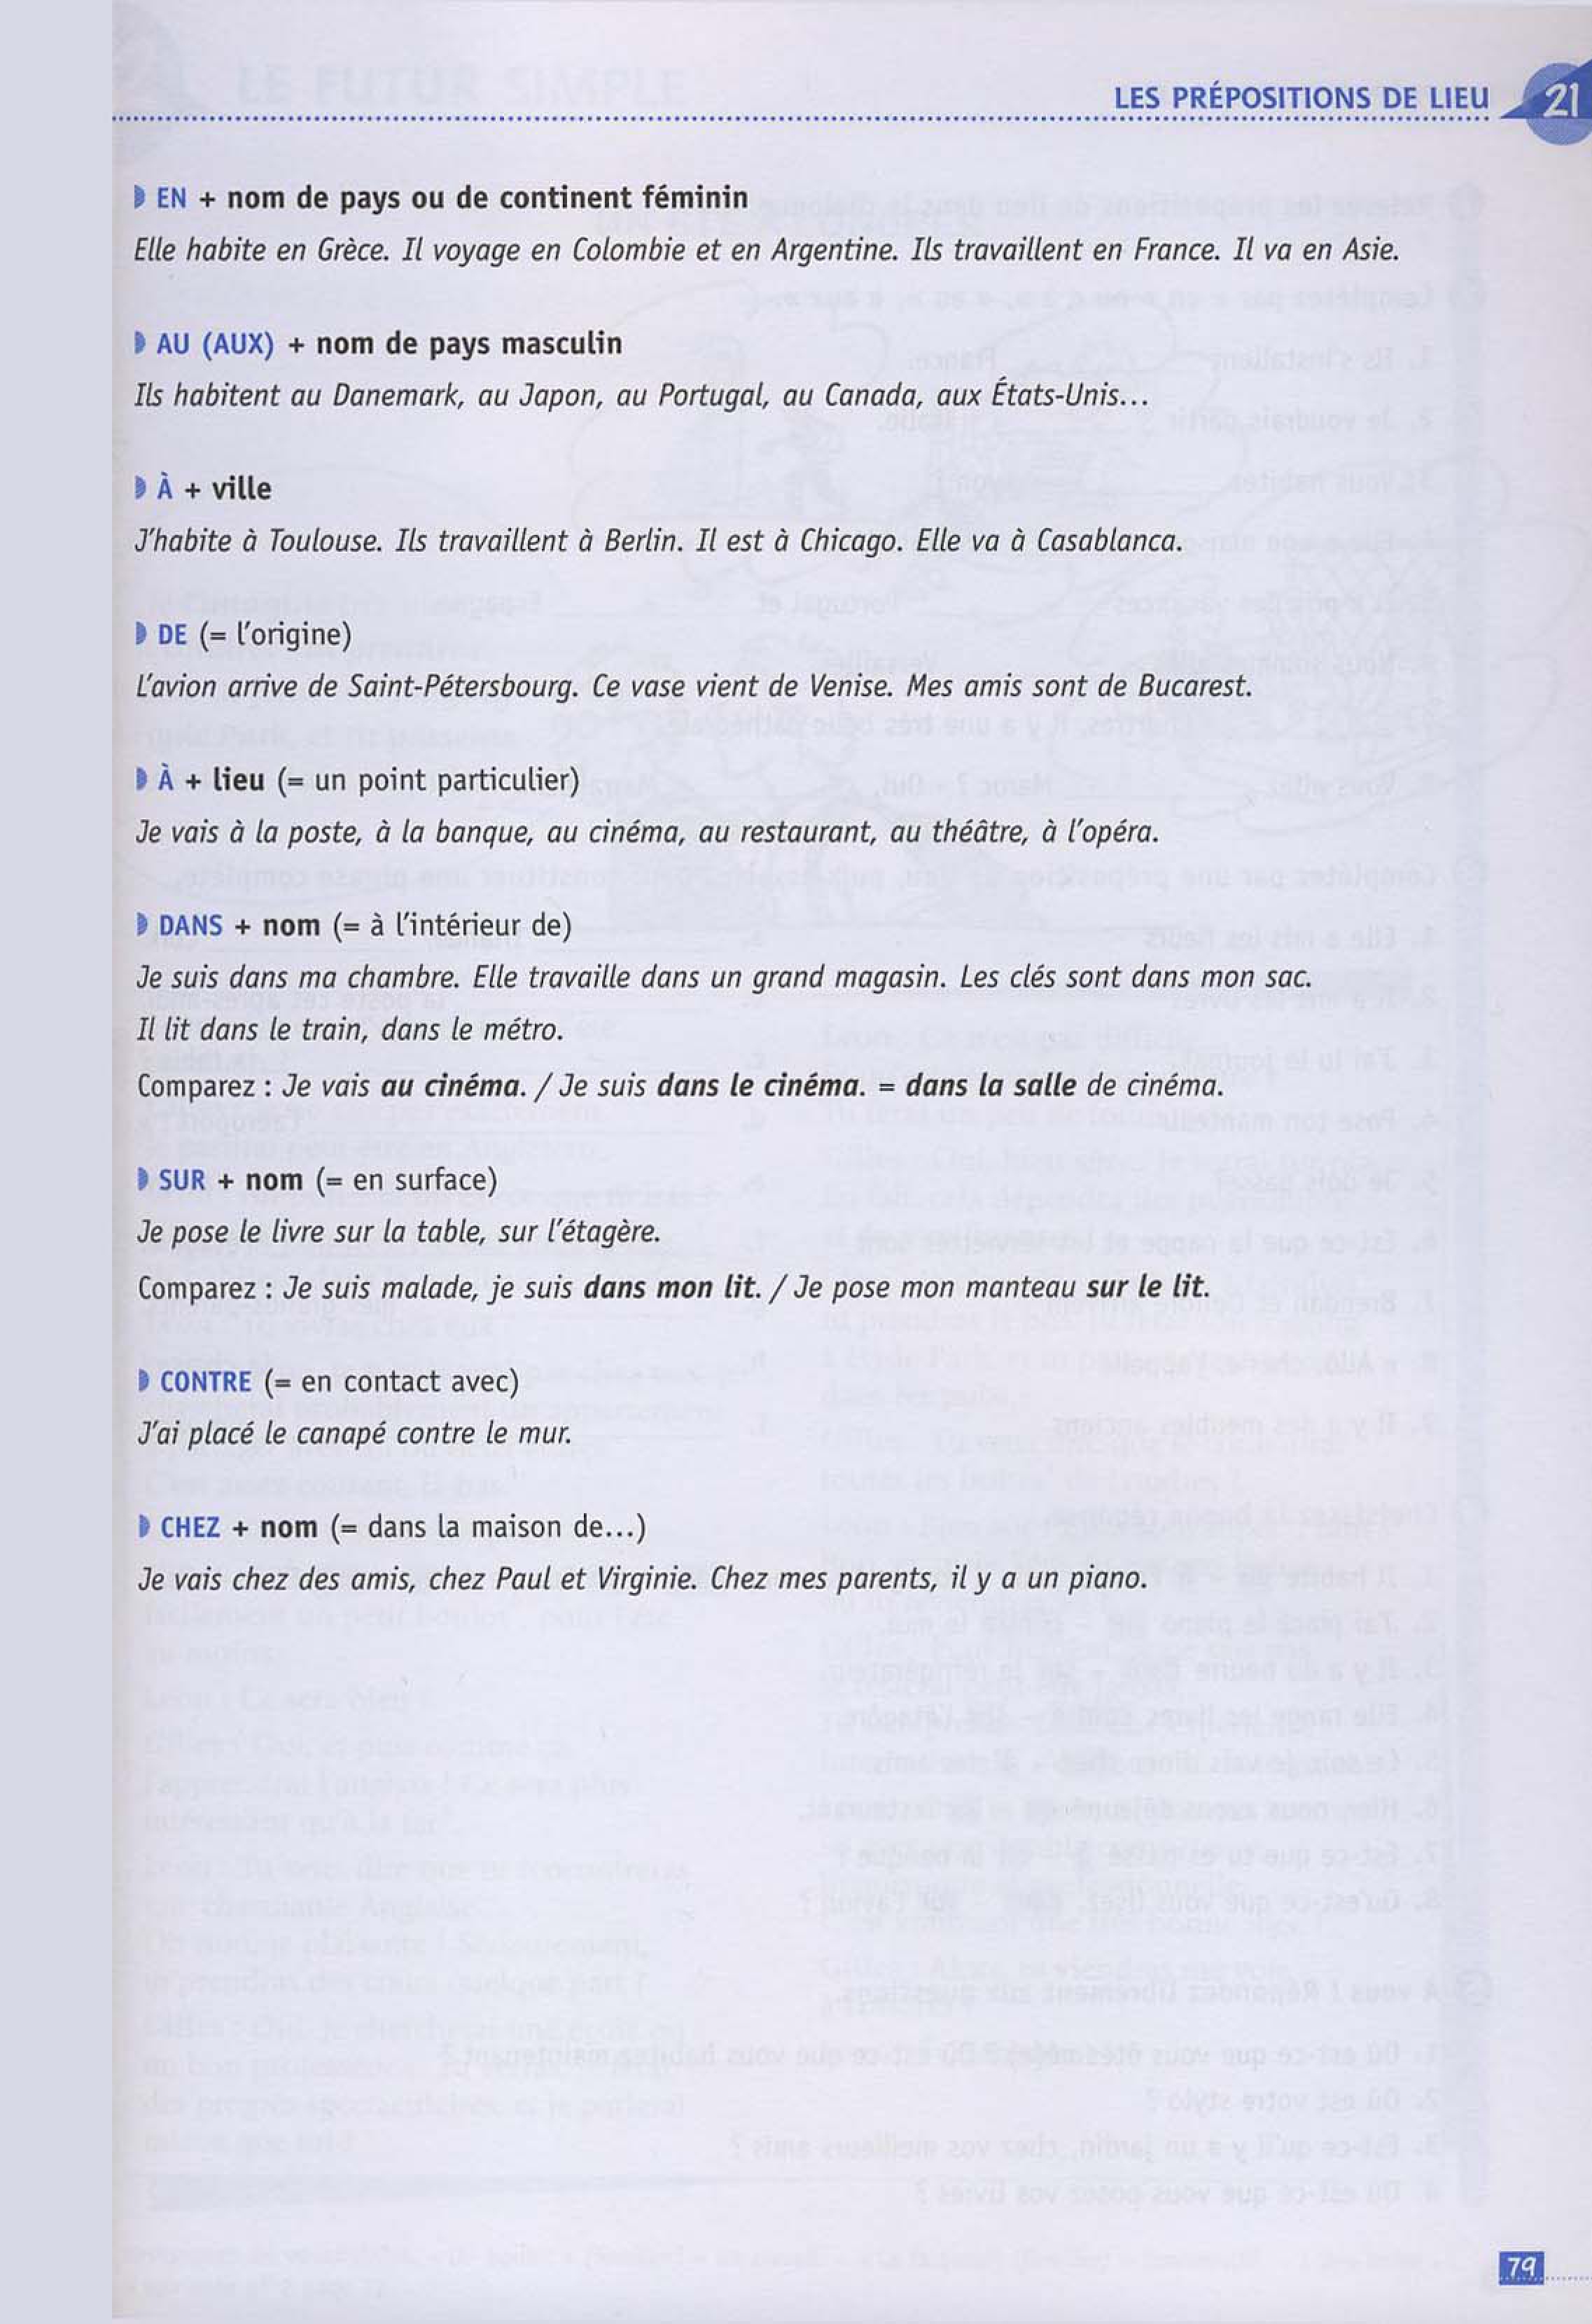 LES PRÉPOSITIONS DE LIEU 21
EN + nom de pays ou de continent féminin
Elle habite en Grèce. Il voyage en Colombie et en Argentine. Ils travaillent en France. Il va en Asie.
AU (AUX) + nom de pays masculin
Ils habitent au Danemark, au Japon, au Portugal, au Canada, aux États-Unis...
À + ville
J'habite à Toulouse. Ils travaillent à Berlin. Il est à Chicago. Elle va à Casablanca.
DE (= l'origine)
L'avion arrive de Saint-Pétersbourg. Ce vase vient de Venise. Mes amis sont de Bucarest.
À + lieu (= un point particulier)
Je vais à la poste, à la banque, au cinéma, au restaurant, au théâtre, à l'opéra.
DANS + nom (= à l'intérieur de)
Je suis dans ma chambre. Elle travaille dans un grand magasin. Les clés sont dans mon sac.
Il lit dans le train, dans le métro.
Comparez : Je vais au cinéma. / Je suis dans le cinéma. = dans la salle de cinéma.
SUR + nom (= en surface)
Je pose le livre sur la table, sur l'étagère.
Comparez : Je suis malade, je suis dans mon lit. / Je pose mon manteau sur le lit.
CONTRE (= en contact avec)
J'ai placé le canapé contre le mur.
CHEZ + nom (= dans la maison de...)
Je vais chez des amis, chez Paul et Virginie. Chez mes parents, il y a un piano.
79